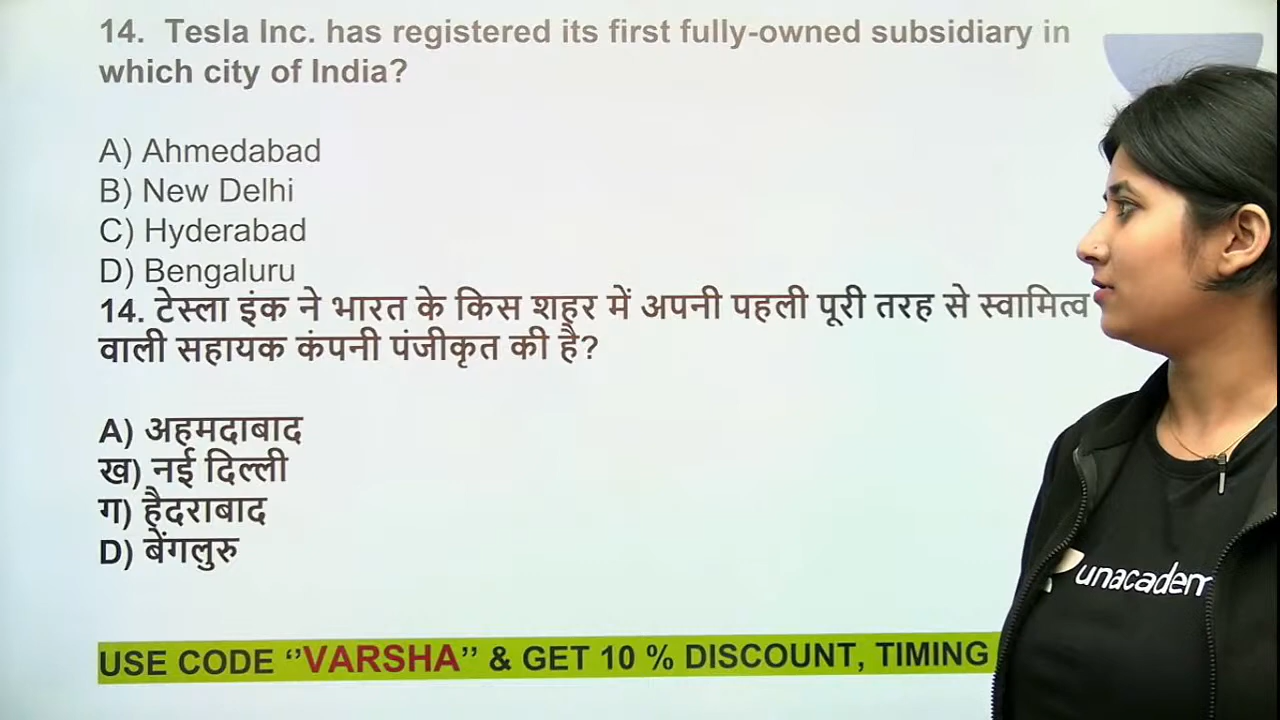 14. Tesla Inc. has registered its first fully-owned subsidiary in
which city of India?
A) Ahmedabad
B) New Delhi
C) Hyderabad
D) Bengaluru
14. टेस्ला इंक ने भारत के किस शहर में अपनी पहली पूरी तरह से स्वामित्व
वाली सहायक कंपनी पंजीकृत की है?
A) अहमदाबाद
ख) नई दिल्ली
ग) हैदराबाद
D) बेंगलुरु
USE CODE ‘’VARSHA’’ & GET 10 % DISCOUNT, TIMING
unacadem